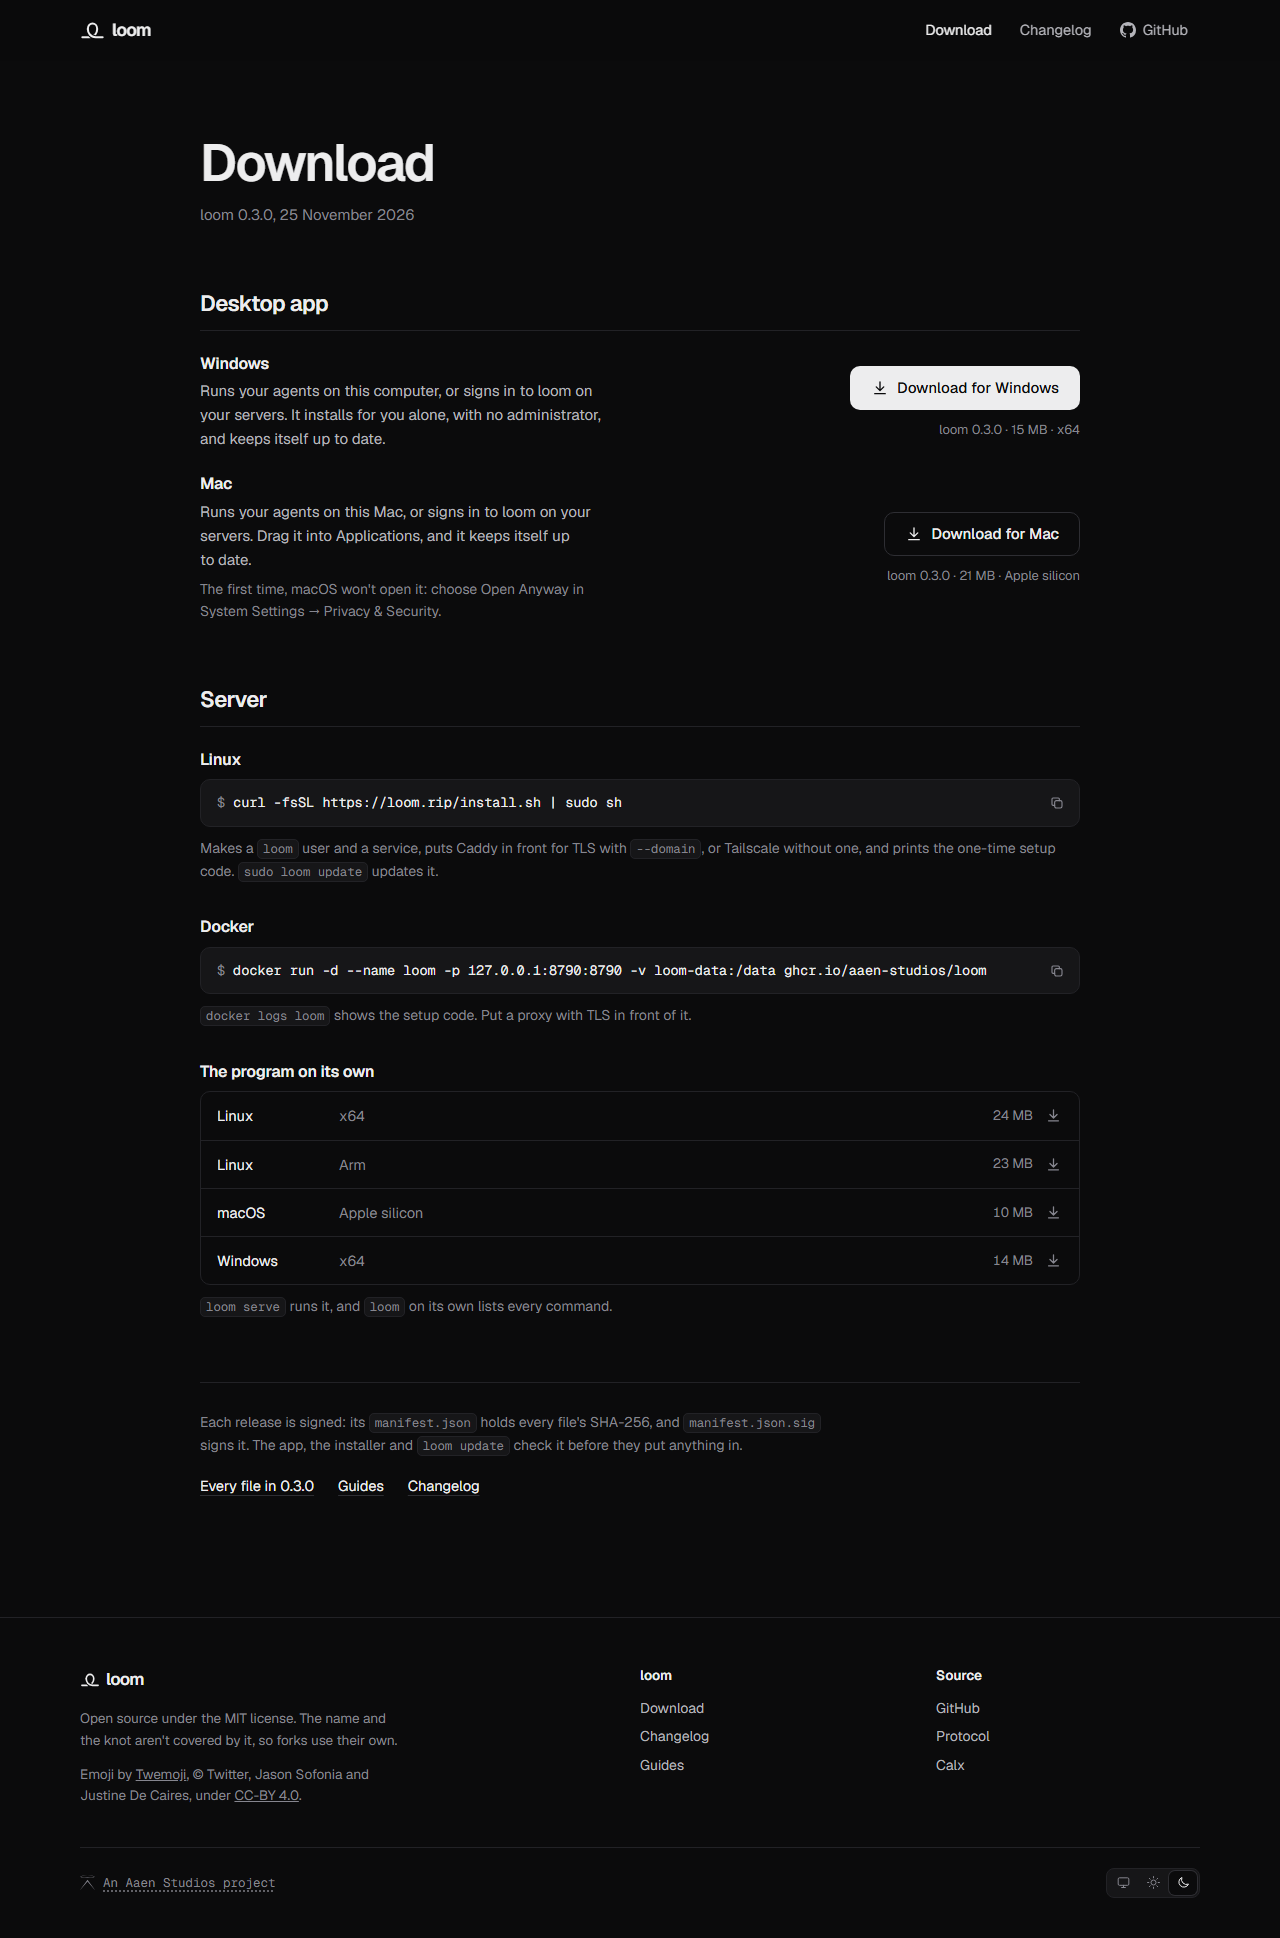 loom
Download
Changelog
GitHub
Download
loom 0.3.0, 25 November 2026
Desktop app
Windows
Runs your agents on this computer, or signs in to loom on
your servers. It installs for you alone, with no administrator,
and keeps itself up to date.
Download for Windows
loom 0.3.0 · 15 MB · x64
Mac
Runs your agents on this Mac, or signs in to loom on your
servers. Drag it into Applications, and it keeps itself up
to date.
The first time, macOS won't open it: choose Open Anyway in
System Settings → Privacy & Security.
Download for Mac
loom 0.3.0 · 21 MB · Apple silicon
Server
Linux
$ curl -fsSL https://loom.rip/install.sh | sudo sh
Makes a loom user and a service, puts Caddy in front for TLS with --domain, or Tailscale without one, and prints the one-time setup
code. sudo loom update updates it.
Docker
$ docker run -d --name loom -p 127.0.0.1:8790:8790 -v loom-data:/data ghcr.io/aaen-studios/loom
docker logs loom shows the setup code. Put a proxy with TLS in front of it.
The program on its own
Linux x64 24 MB
Linux Arm 23 MB
macOS Apple silicon 10 MB
Windows x64 14 MB
loom serve runs it, and loom on its own lists every command.
Each release is signed: its manifest.json holds every file's SHA-256, and manifest.json.sig
signs it. The app, the installer and loom update check it before they put anything in.
Every file in 0.3.0
Guides
Changelog
loom
Open source under the MIT license. The name and
the knot aren't covered by it, so forks use their own.
Emoji by Twemoji, © Twitter, Jason Sofonia and
Justine De Caires, under CC-BY 4.0.
loom
Download
Changelog
Guides
Source
GitHub
Protocol
Calx
An Aaen Studios project